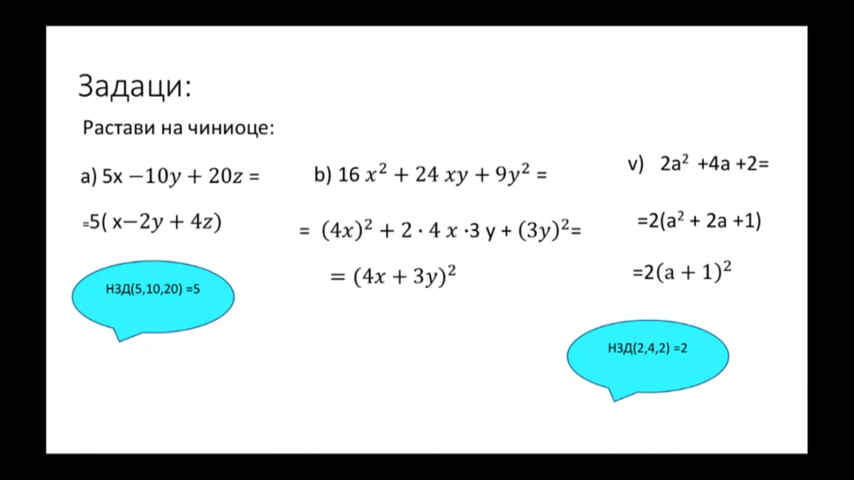 Задаци:
Растави на чиниоце:
a) 5x −10y + 20z =
=5( x−2y + 4z)
НЗД(5,10,20) =5
b) 16 x² + 24 xy + 9y² =
= (4x)² + 2 · 4 x ·3 y + (3y)²=
= (4x + 3y)²
v) 2a² +4a +2=
=2(a² + 2a +1)
=2(a + 1)²
НЗД(2,4,2) =2